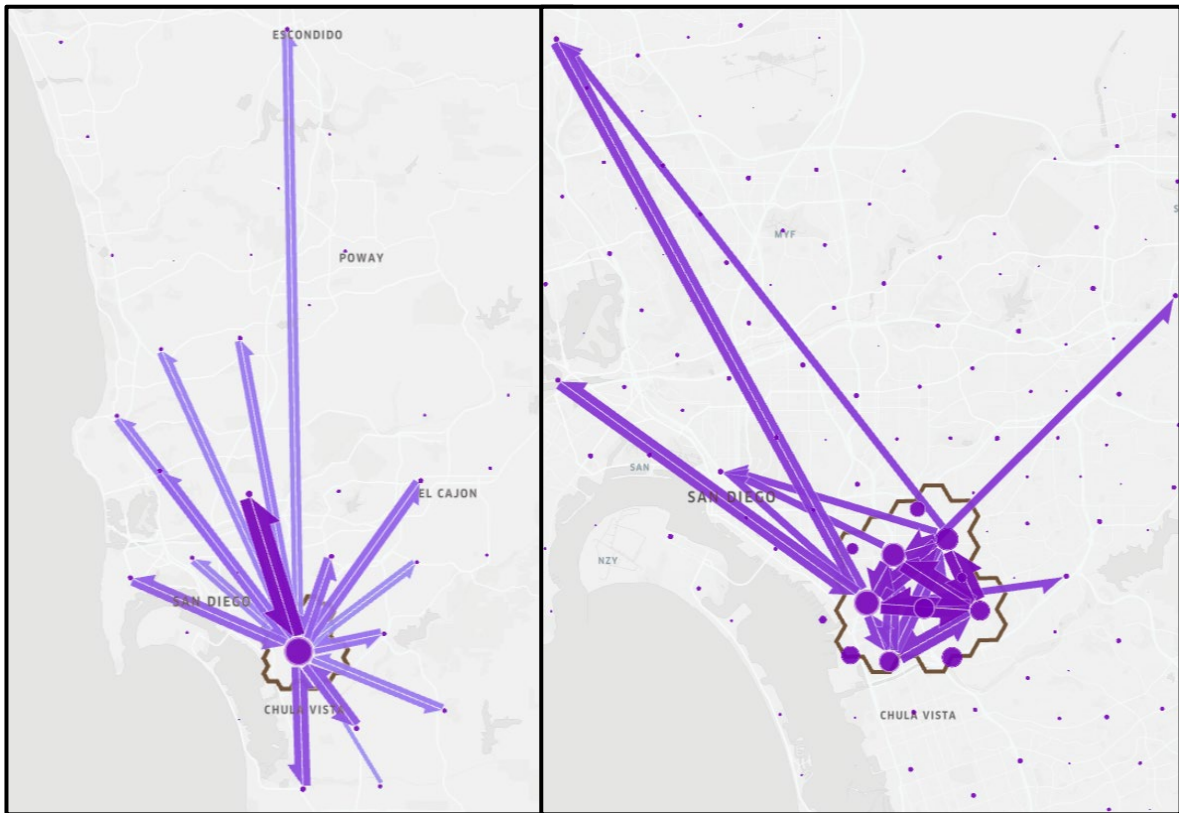 ESCONDIDO
POWAY
EL CAJON
SAN DIEGO
CHULA VISTA
MYF
S
SAN
SAN DIEGO
NZY
CHULA VISTA